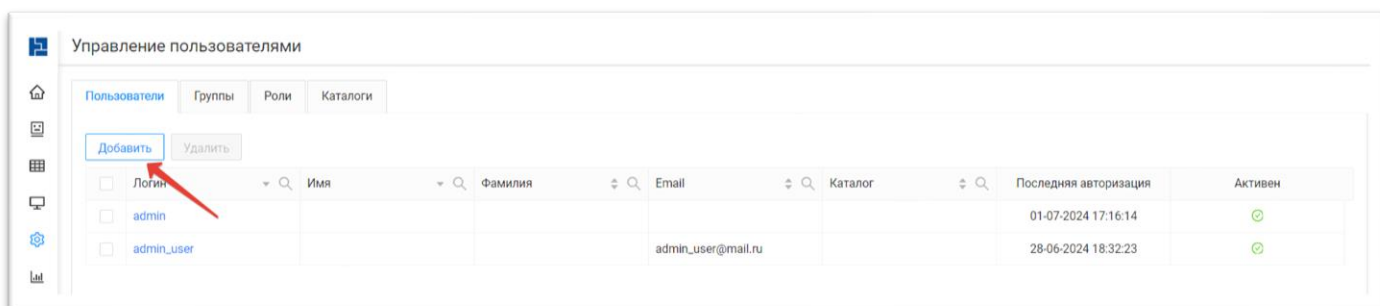 Управление пользователями
Пользователи Группы Роли Каталоги
Добавить Удалить
Логин Имя Фамилия Email Каталог Последняя авторизация Активен
admin 01-07-2024 17:16:14
admin_user admin_user@mail.ru 28-06-2024 18:32:23